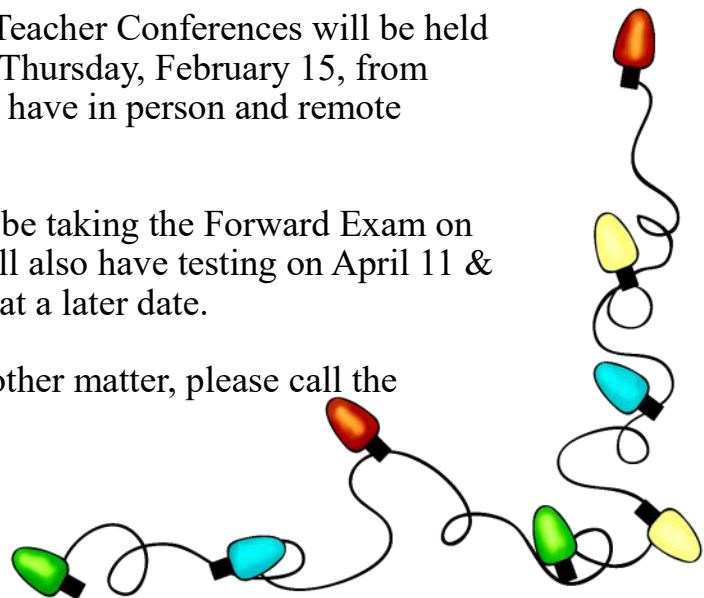 Teacher Conferences will be held
Thursday, February 15, from
have in person and remote
be taking the Forward Exam on
ll also have testing on April 11 &
at a later date.
other matter, please call the